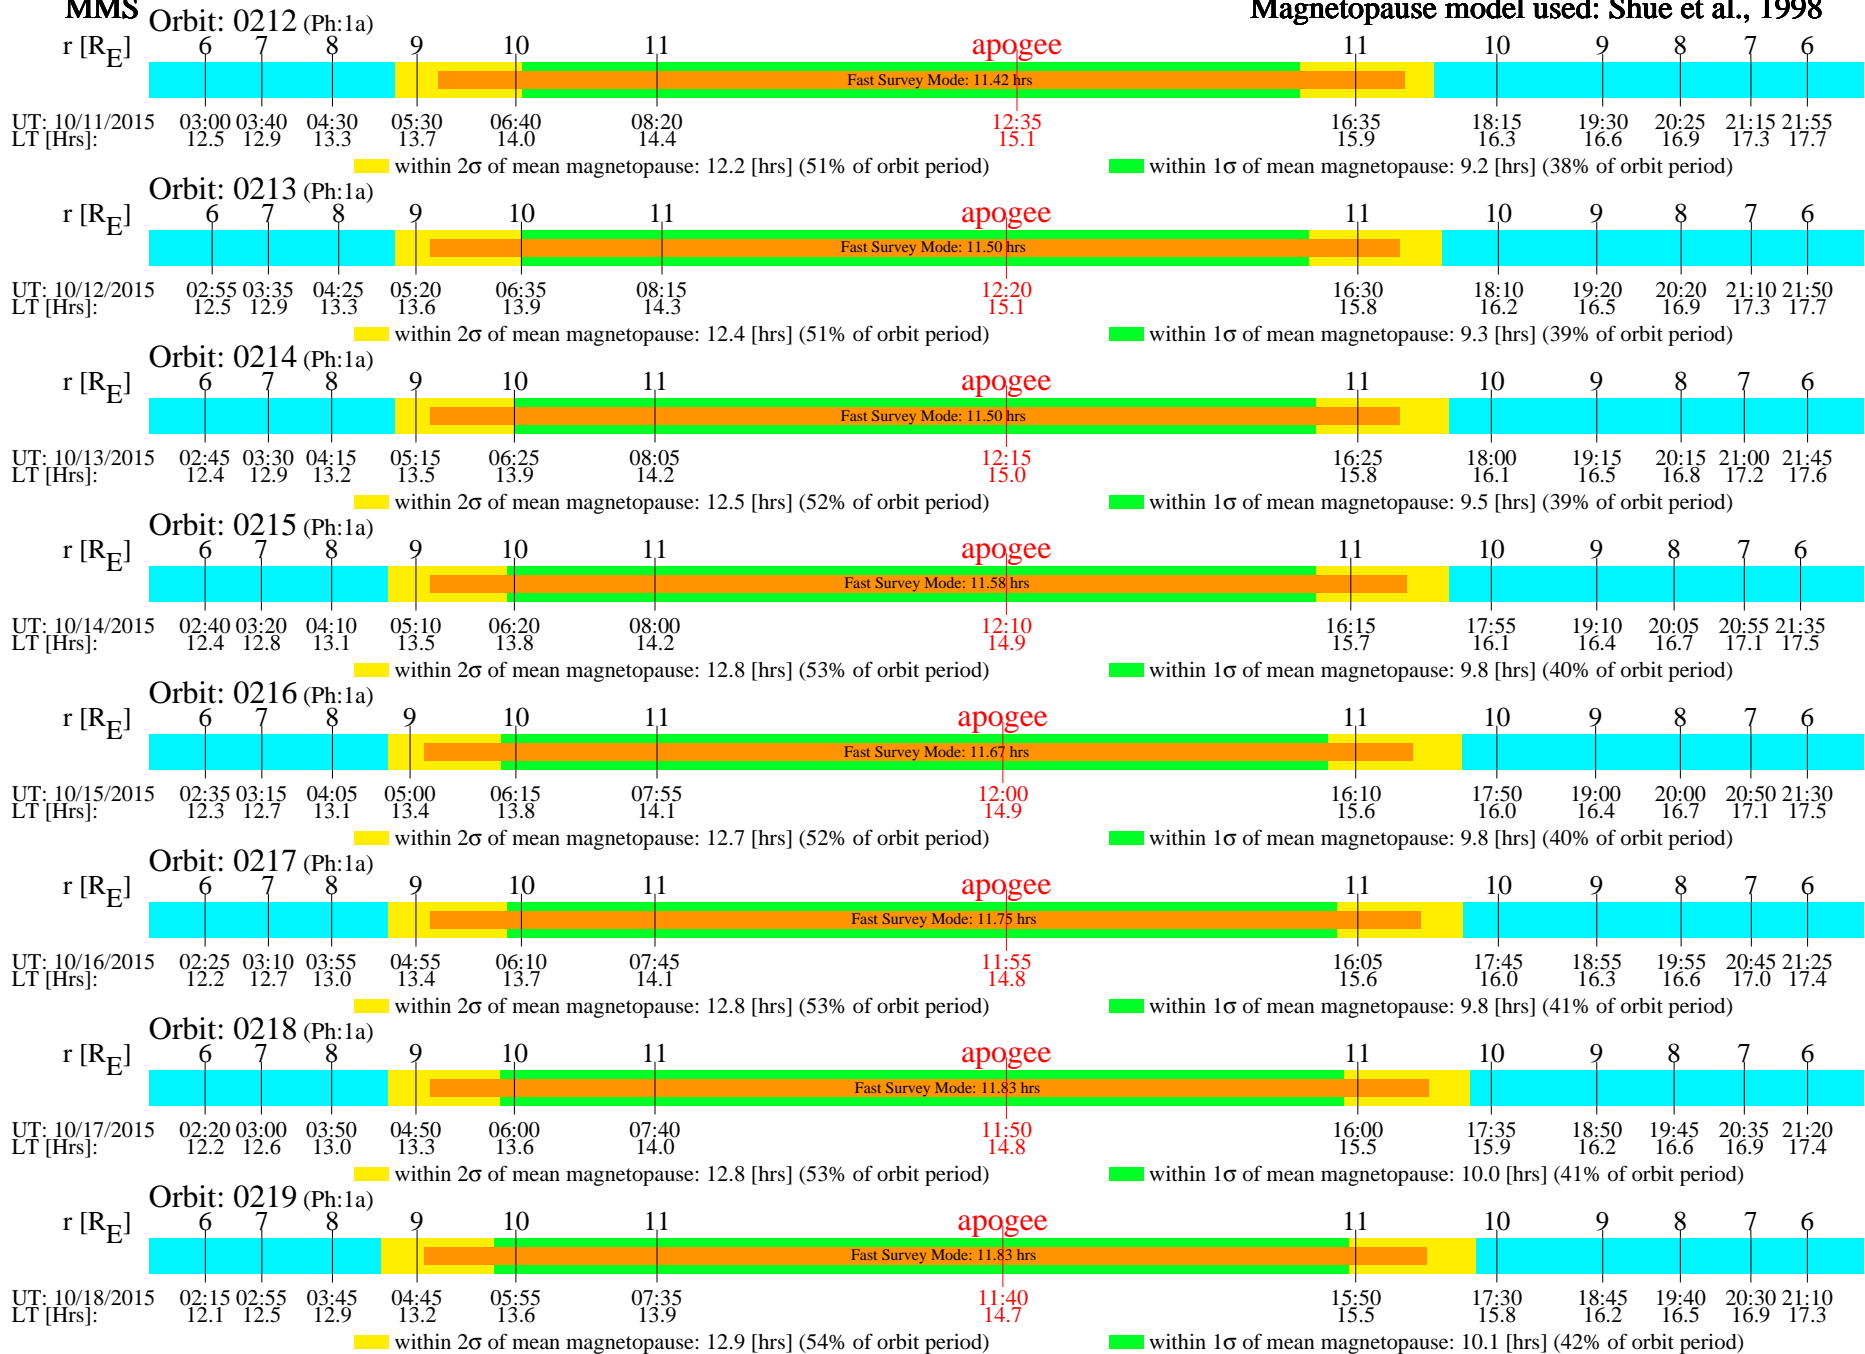 MMS Magnetopause model used: Shue et al., 1998
Orbit: 0212 (Ph:1a)
r [RE] 6 7 8 9 10 11 apogee 11 10 9 8 7 6
Fast Survey Mode: 11.42 hrs
UT: 10/11/2015 03:00 03:40 04:30 05:30 06:40 08:20 12:35 16:35 18:15 19:30 20:25 21:15 21:55
LT [Hrs]: 12.5 12.9 13.3 13.7 14.0 14.4 15.1 15.9 16.3 16.6 16.9 17.3 17.7
within 2σ of mean magnetopause: 12.2 [hrs] (51% of orbit period) within 1σ of mean magnetopause: 9.2 [hrs] (38% of orbit period)
Orbit: 0213 (Ph:1a)
r [RE] 6 7 8 9 10 11 apogee 11 10 9 8 7 6
Fast Survey Mode: 11.50 hrs
UT: 10/12/2015 02:55 03:35 04:25 05:20 06:35 08:15 12:20 16:30 18:10 19:20 20:20 21:10 21:50
LT [Hrs]: 12.5 12.9 13.3 13.6 13.9 14.3 15.1 15.8 16.2 16.5 16.9 17.3 17.7
within 2σ of mean magnetopause: 12.4 [hrs] (51% of orbit period) within 1σ of mean magnetopause: 9.3 [hrs] (39% of orbit period)
Orbit: 0214 (Ph:1a)
r [RE] 6 7 8 9 10 11 apogee 11 10 9 8 7 6
Fast Survey Mode: 11.50 hrs
UT: 10/13/2015 02:45 03:30 04:15 05:15 06:25 08:05 12:15 16:25 18:00 19:15 20:15 21:00 21:45
LT [Hrs]: 12.4 12.9 13.2 13.5 13.9 14.2 15.0 15.8 16.1 16.5 16.8 17.2 17.6
within 2σ of mean magnetopause: 12.5 [hrs] (52% of orbit period) within 1σ of mean magnetopause: 9.5 [hrs] (39% of orbit period)
Orbit: 0215 (Ph:1a)
r [RE] 6 7 8 9 10 11 apogee 11 10 9 8 7 6
Fast Survey Mode: 11.58 hrs
UT: 10/14/2015 02:40 03:20 04:10 05:10 06:20 08:00 12:10 16:15 17:55 19:10 20:05 20:55 21:35
LT [Hrs]: 12.4 12.8 13.1 13.5 13.8 14.2 14.9 15.7 16.1 16.4 16.7 17.1 17.5
within 2σ of mean magnetopause: 12.8 [hrs] (53% of orbit period) within 1σ of mean magnetopause: 9.8 [hrs] (40% of orbit period)
Orbit: 0216 (Ph:1a)
r [RE] 6 7 8 9 10 11 apogee 11 10 9 8 7 6
Fast Survey Mode: 11.67 hrs
UT: 10/15/2015 02:35 03:15 04:05 05:00 06:15 07:55 12:00 16:10 17:50 19:00 20:00 20:50 21:30
LT [Hrs]: 12.3 12.7 13.1 13.4 13.8 14.1 14.9 15.6 16.0 16.4 16.7 17.1 17.5
within 2σ of mean magnetopause: 12.7 [hrs] (52% of orbit period) within 1σ of mean magnetopause: 9.8 [hrs] (40% of orbit period)
Orbit: 0217 (Ph:1a)
r [RE] 6 7 8 9 10 11 apogee 11 10 9 8 7 6
Fast Survey Mode: 11.75 hrs
UT: 10/16/2015 02:25 03:10 03:55 04:55 06:10 07:45 11:55 16:05 17:45 18:55 19:55 20:45 21:25
LT [Hrs]: 12.2 12.7 13.0 13.4 13.7 14.1 14.8 15.6 16.0 16.3 16.6 17.0 17.4
within 2σ of mean magnetopause: 12.8 [hrs] (53% of orbit period) within 1σ of mean magnetopause: 9.8 [hrs] (41% of orbit period)
Orbit: 0218 (Ph:1a)
r [RE] 6 7 8 9 10 11 apogee 11 10 9 8 7 6
Fast Survey Mode: 11.83 hrs
UT: 10/17/2015 02:20 03:00 03:50 04:50 06:00 07:40 11:50 16:00 17:35 18:50 19:45 20:35 21:20
LT [Hrs]: 12.2 12.6 13.0 13.3 13.6 14.0 14.8 15.5 15.9 16.2 16.6 16.9 17.4
within 2σ of mean magnetopause: 12.8 [hrs] (53% of orbit period) within 1σ of mean magnetopause: 10.0 [hrs] (41% of orbit period)
Orbit: 0219 (Ph:1a)
r [RE] 6 7 8 9 10 11 apogee 11 10 9 8 7 6
Fast Survey Mode: 11.83 hrs
UT: 10/18/2015 02:15 02:55 03:45 04:45 05:55 07:35 11:40 15:50 17:30 18:45 19:40 20:30 21:10
LT [Hrs]: 12.1 12.5 12.9 13.2 13.6 13.9 14.7 15.5 15.8 16.2 16.5 16.9 17.3
within 2σ of mean magnetopause: 12.9 [hrs] (54% of orbit period) within 1σ of mean magnetopause: 10.1 [hrs] (42% of orbit period)